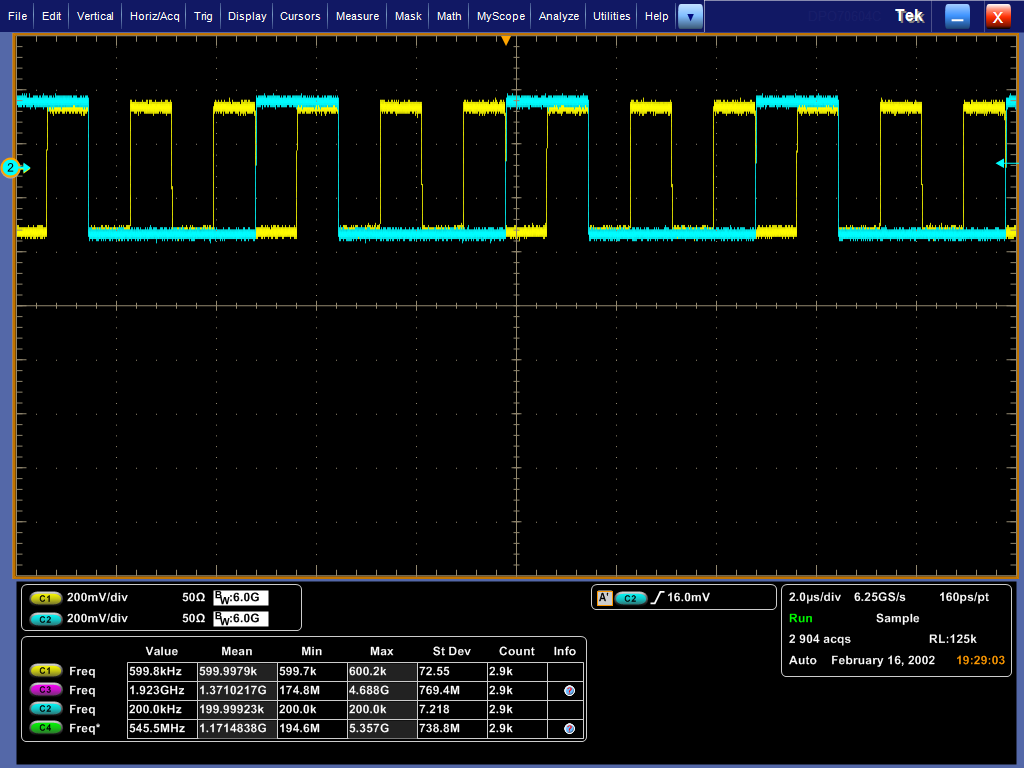 File Edit Vertical Horiz/Acq Trig Display Cursors Measure Mask Math MyScope Analyze Utilities Help Tek X
2
C1 200mV/div 50Ω BW:6.0G
C2 200mV/div 50Ω BW:6.0G
A' C2 16.0mV
2.0µs/div 6.25GS/s 160ps/pt
Run Sample
2 904 acqs RL:125k
Auto February 16, 2002 19:29:03
Value Mean Min Max St Dev Count Info
C1 Freq 599.8kHz 599.9979k 599.7k 600.2k 72.55 2.9k
C3 Freq 1.923GHz 1.3710217G 174.8M 4.688G 769.4M 2.9k
C2 Freq 200.0kHz 199.99923k 200.0k 200.0k 7.218 2.9k
C4 Freq* 545.5MHz 1.1714838G 194.6M 5.357G 738.8M 2.9k